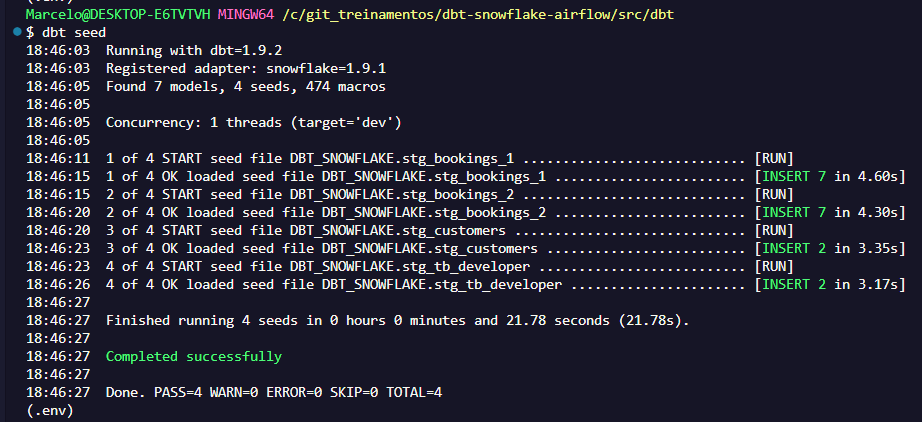 (.env)
Marcelo@DESKTOP-E6TVTVH MINGW64 /c/git_treinamentos/dbt-snowflake-airflow/src/dbt
$ dbt seed
18:46:03  Running with dbt=1.9.2
18:46:03  Registered adapter: snowflake=1.9.1
18:46:05  Found 7 models, 4 seeds, 474 macros
18:46:05
18:46:05  Concurrency: 1 threads (target='dev')
18:46:05
18:46:11  1 of 4 START seed file DBT_SNOWFLAKE.stg_bookings_1 ............................ [RUN]
18:46:15  1 of 4 OK loaded seed file DBT_SNOWFLAKE.stg_bookings_1 ........................ [INSERT 7 in 4.60s]
18:46:15  2 of 4 START seed file DBT_SNOWFLAKE.stg_bookings_2 ............................ [RUN]
18:46:20  2 of 4 OK loaded seed file DBT_SNOWFLAKE.stg_bookings_2 ........................ [INSERT 7 in 4.30s]
18:46:20  3 of 4 START seed file DBT_SNOWFLAKE.stg_customers ............................. [RUN]
18:46:23  3 of 4 OK loaded seed file DBT_SNOWFLAKE.stg_customers ......................... [INSERT 2 in 3.35s]
18:46:23  4 of 4 START seed file DBT_SNOWFLAKE.stg_tb_developer .......................... [RUN]
18:46:26  4 of 4 OK loaded seed file DBT_SNOWFLAKE.stg_tb_developer ...................... [INSERT 2 in 3.17s]
18:46:27
18:46:27  Finished running 4 seeds in 0 hours 0 minutes and 21.78 seconds (21.78s).
18:46:27
18:46:27  Completed successfully
18:46:27
18:46:27  Done. PASS=4 WARN=0 ERROR=0 SKIP=0 TOTAL=4
(.env)